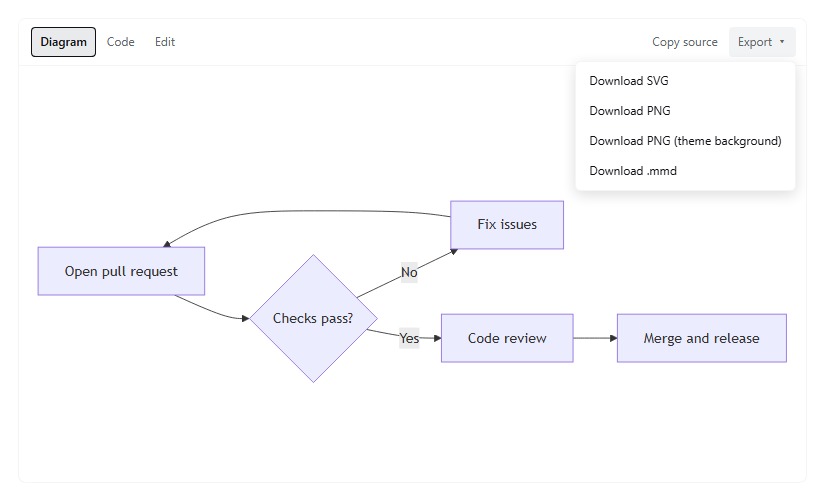 Diagram
Code
Edit
Copy source
Export
Download SVG
Download PNG
Download PNG (theme background)
Download .mmd
Fix issues
Open pull request
No
Checks pass?
Yes
Code review
Merge and release